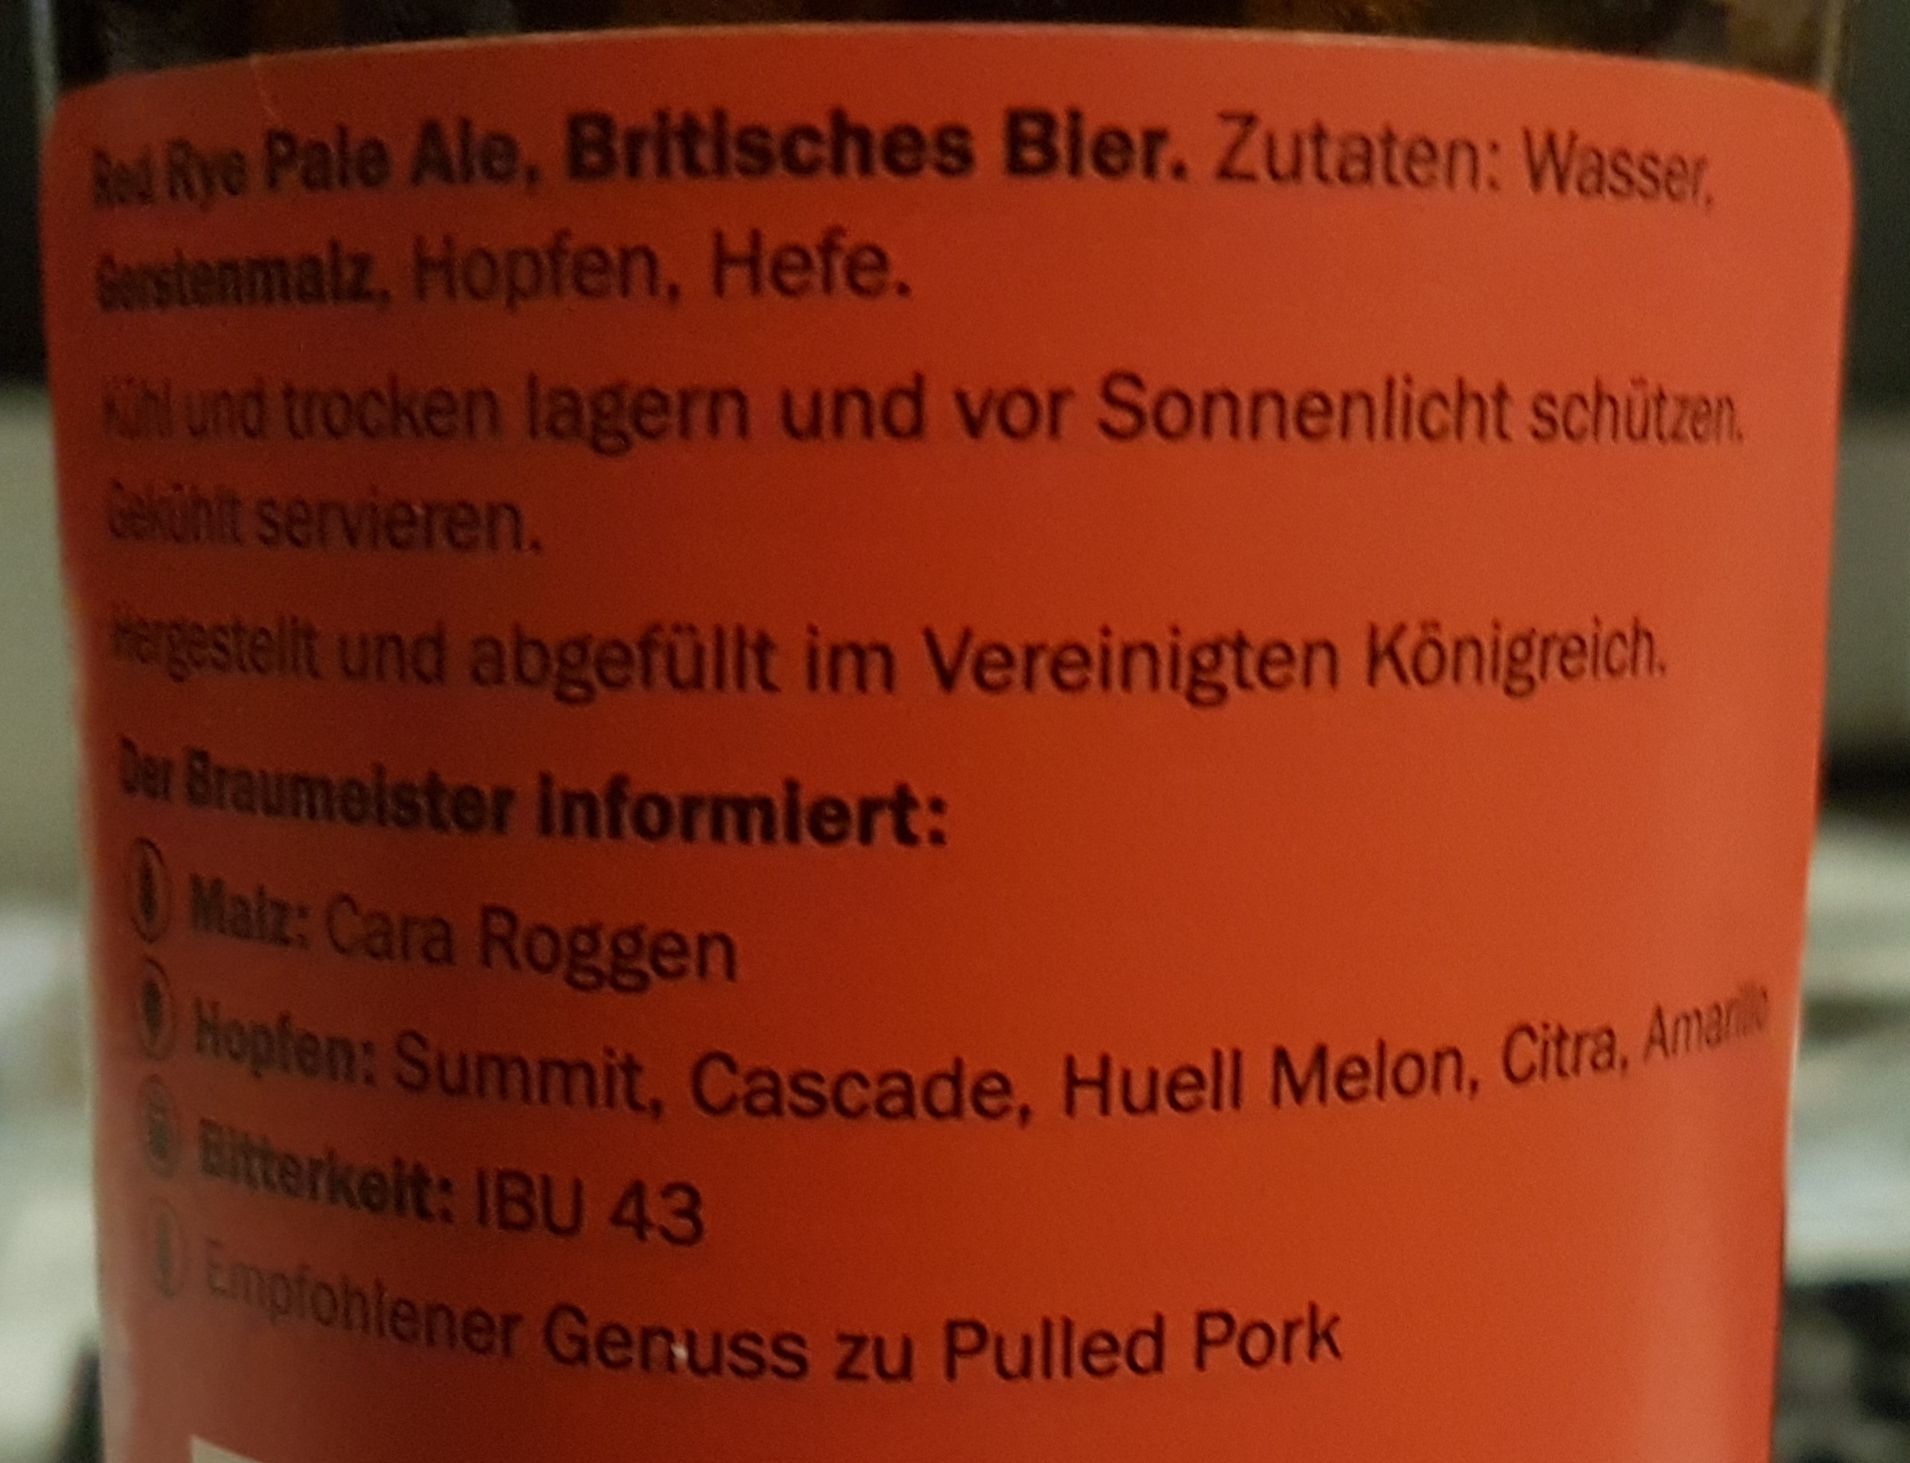 Red Rye Pale Ale, Britisches Bier. Zutaten: Wasser,
Gerstenmalz, Hopfen, Hefe.
Kühl und trocken lagern und vor Sonnenlicht schützen.
Gekühlt servieren.
Hergestellt und abgefüllt im Vereinigten Königreich.
Der Braumeister informiert:
Malz: Cara Roggen
Hopfen: Summit, Cascade, Huell Melon, Citra, Amarillo
Bitterkeit: IBU 43
Empfohlener Genuss zu Pulled Pork